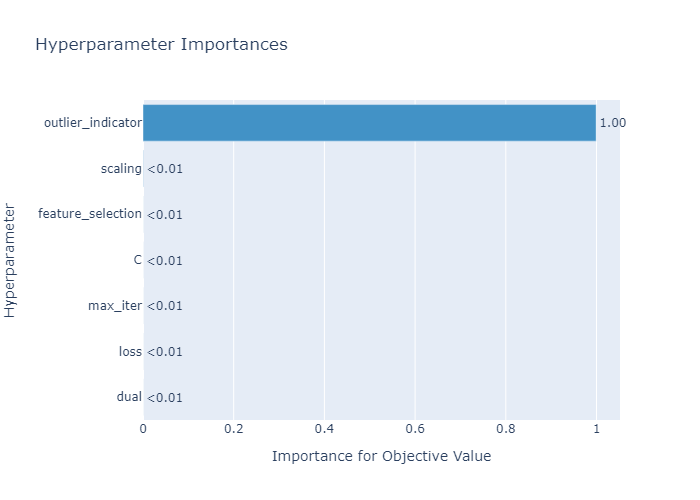 Hyperparameter Importances
Hyperparameter
outlier_indicator 1.00
scaling <0.01
feature_selection <0.01
C <0.01
max_iter <0.01
loss <0.01
dual <0.01
0 0.2 0.4 0.6 0.8 1
Importance for Objective Value